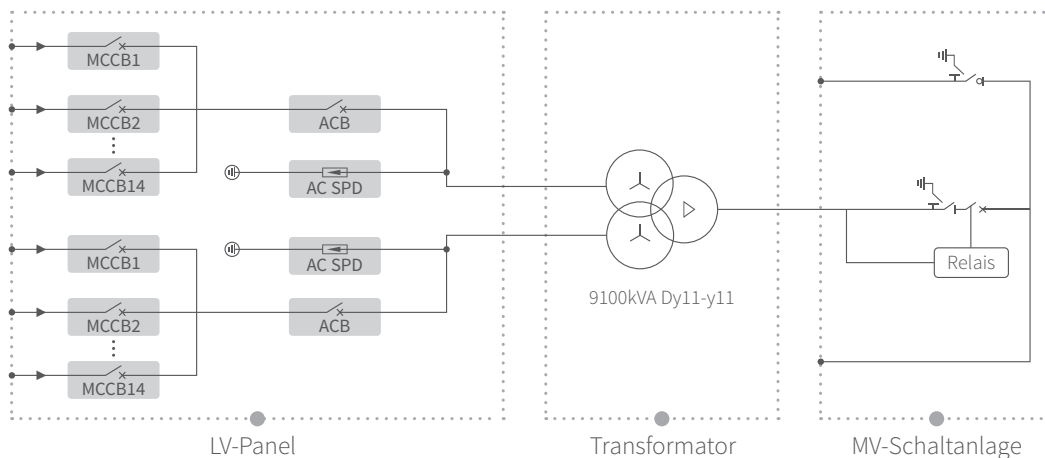 MCCB1
MCCB2
MCCB14
ACB
AC SPD
MCCB1
MCCB2
MCCB14
AC SPD
ACB
9100kVA Dy11-y11
Relais
LV-Panel
Transformator
MV-Schaltanlage